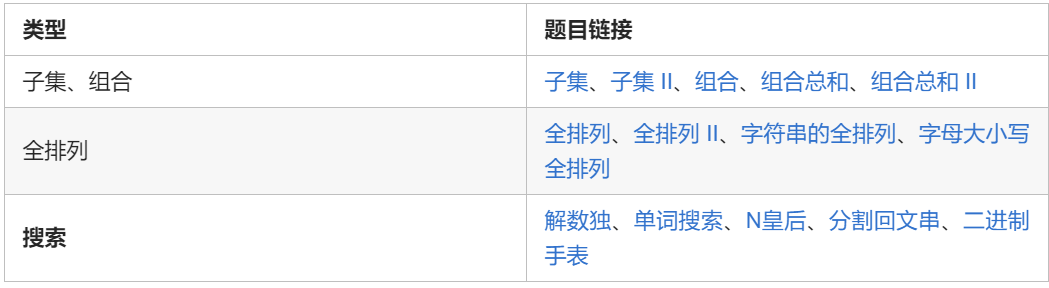 类型
题目链接
子集、组合
子集、子集 II、组合、组合总和、组合总和 II
全排列
全排列、全排列 II、字符串的全排列、字母大小写
全排列
搜索
解数独、单词搜索、N皇后、分割回文串、二进制
手表